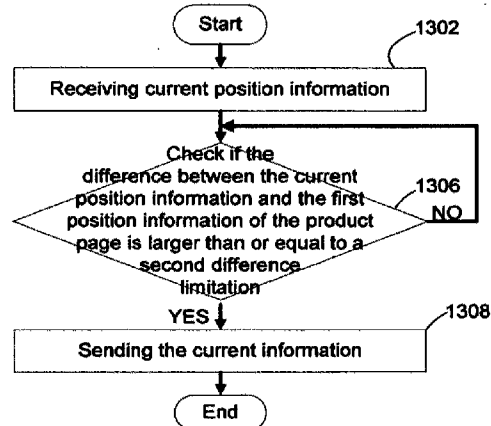 Start
1302
Receiving current position information
Check if the
difference between the current
position information and the first
position information of the product
page is larger than or equal to a
second difference
limitation
1306
NO
YES
1308
Sending the current information
End